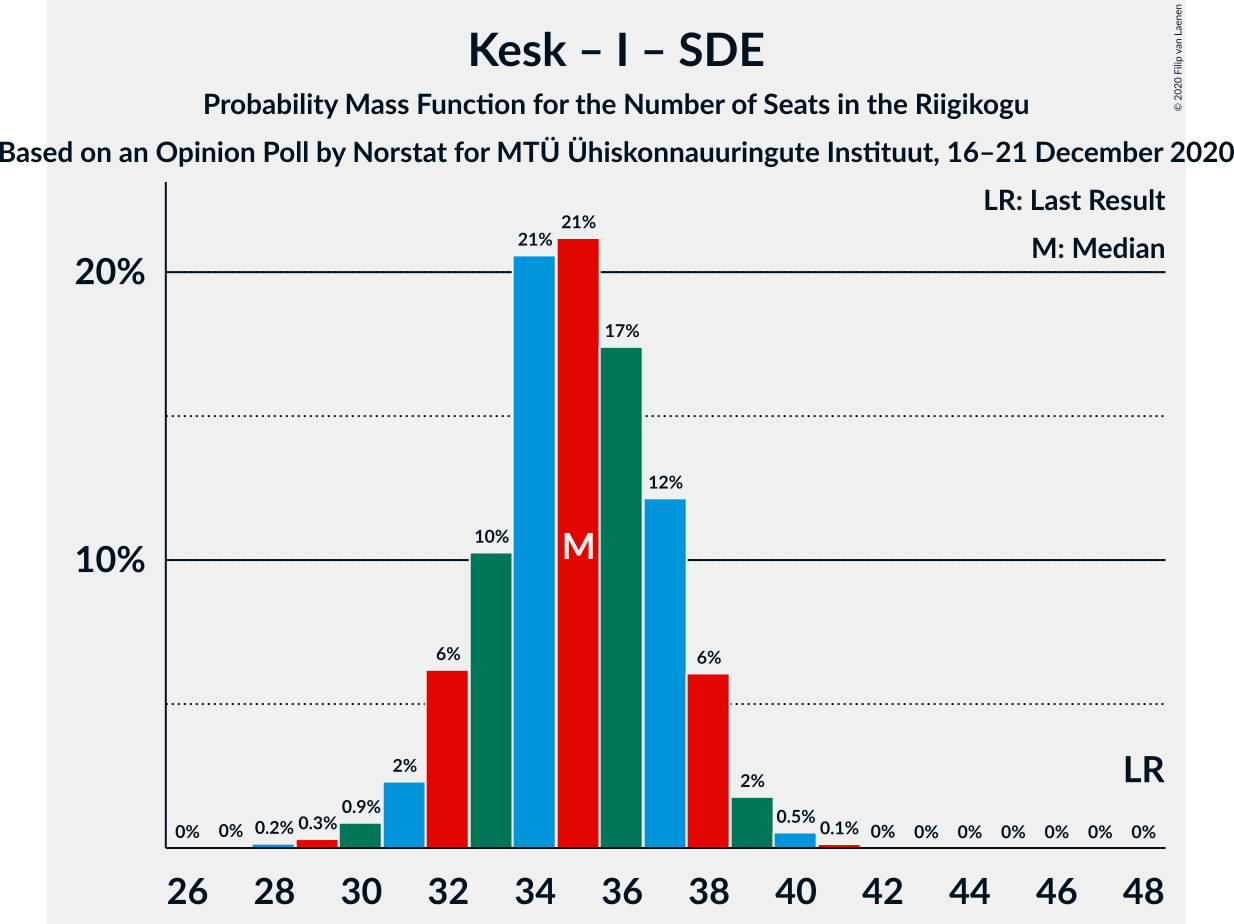 Kesk – I – SDE
Probability Mass Function for the Number of Seats in the Riigikogu
Based on an Opinion Poll by Norstat for MTÜ Ühiskonnauuringute Instituut, 16–21 December 2020
© 2020 Filip van Laenen
LR: Last Result
M: Median
20%
10%
0%
0%
0.2%
0.3%
0.9%
2%
6%
10%
21%
21%
17%
12%
6%
2%
0.5%
0.1%
0%
0%
0%
0%
0%
0%
0%
M
LR
26 28 30 32 34 36 38 40 42 44 46 48